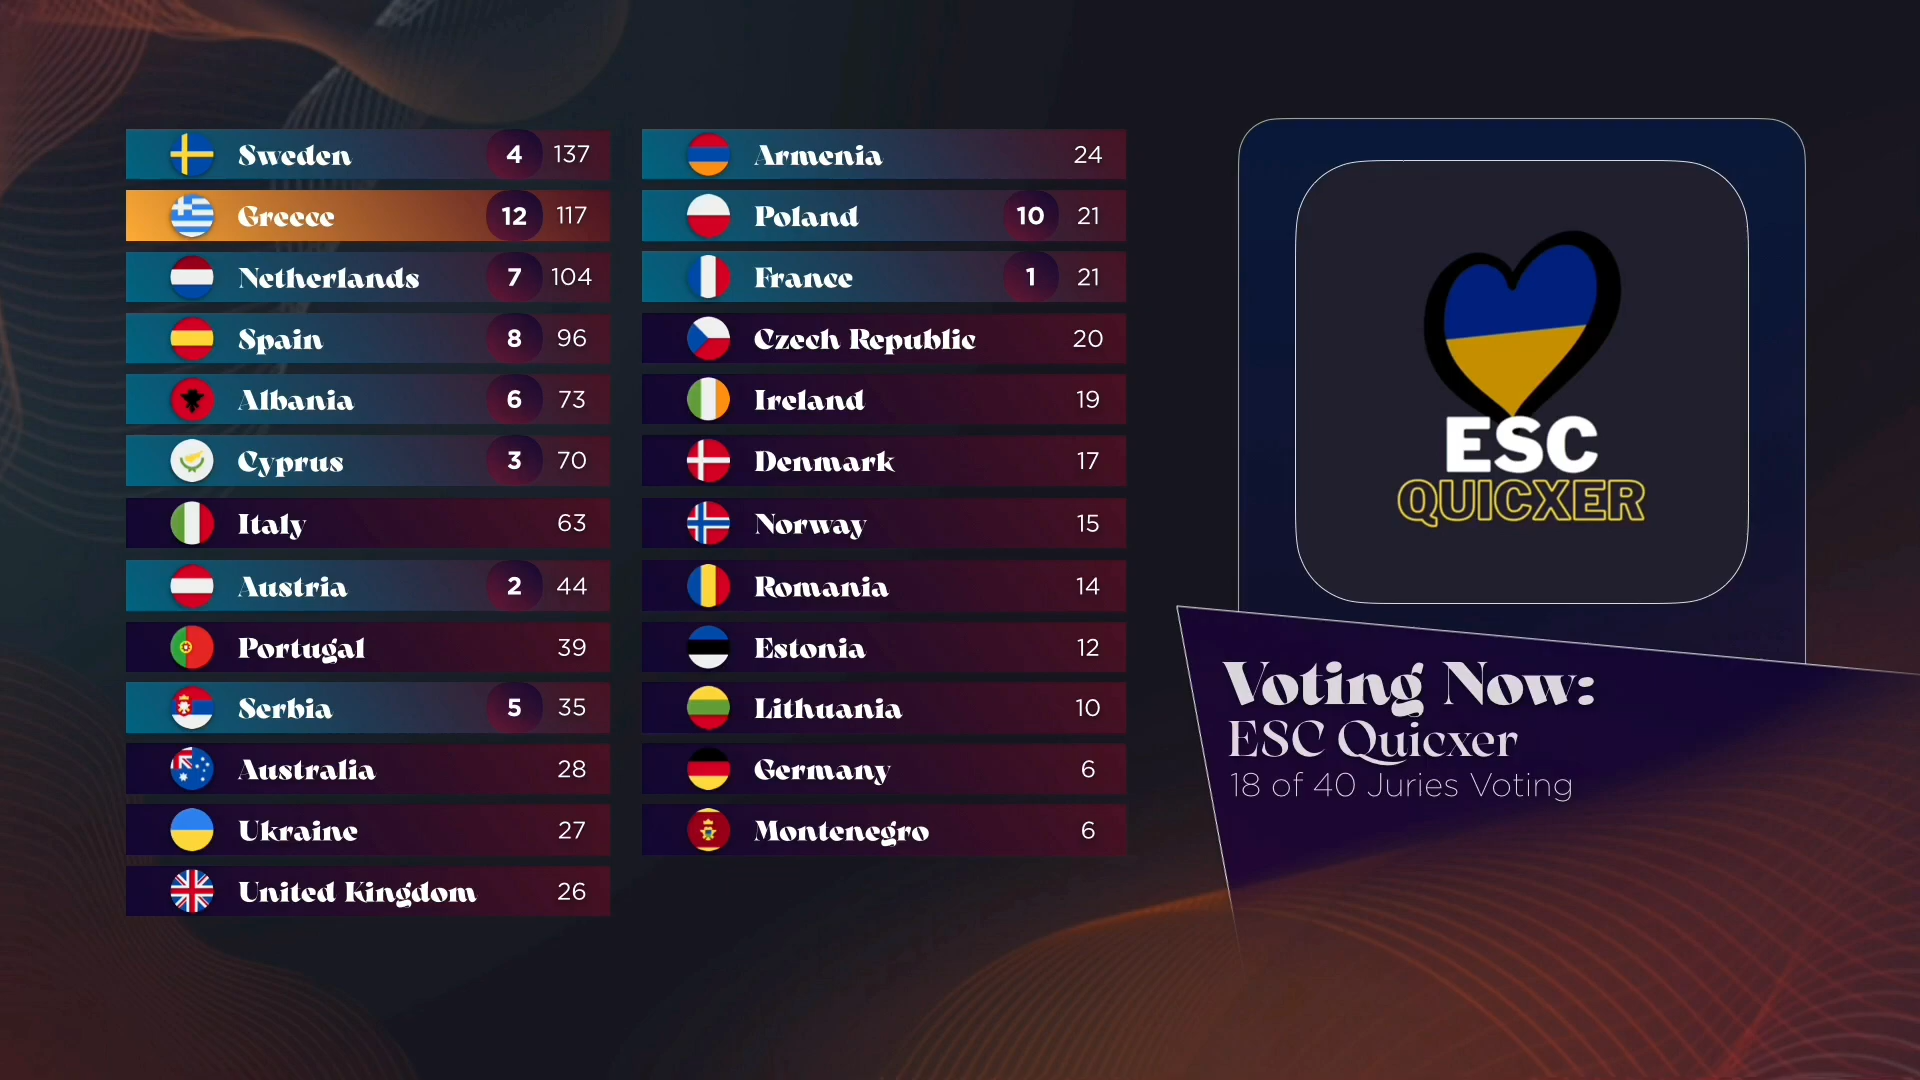 Sweden 4 137
Greece 12 117
Netherlands 7 104
Spain 8 96
Albania 6 73
Cyprus 3 70
Italy 63
Austria 2 44
Portugal 39
Serbia 5 35
Australia 28
Ukraine 27
United Kingdom 26
Armenia 24
Poland 10 21
France 1 21
Czech Republic 20
Ireland 19
Denmark 17
Norway 15
Romania 14
Estonia 12
Lithuania 10
Germany 6
Montenegro 6
ESC
QUICXER
Voting Now:
ESC Quicxer
18 of 40 Juries Voting